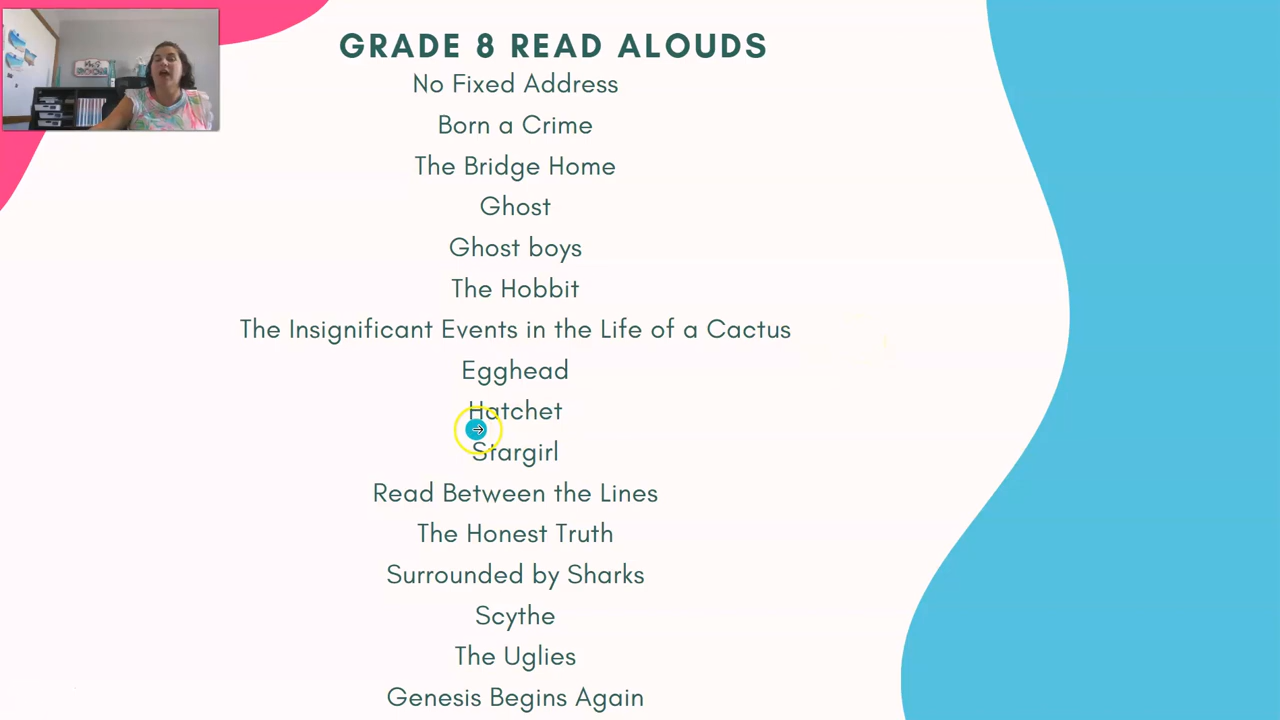 GRADE 8 READ ALOUDS
No Fixed Address
Born a Crime
The Bridge Home
Ghost
Ghost boys
The Hobbit
The Insignificant Events in the Life of a Cactus
Egghead
Hatchet
Stargirl
Read Between the Lines
The Honest Truth
Surrounded by Sharks
Scythe
The Uglies
Genesis Begins Again